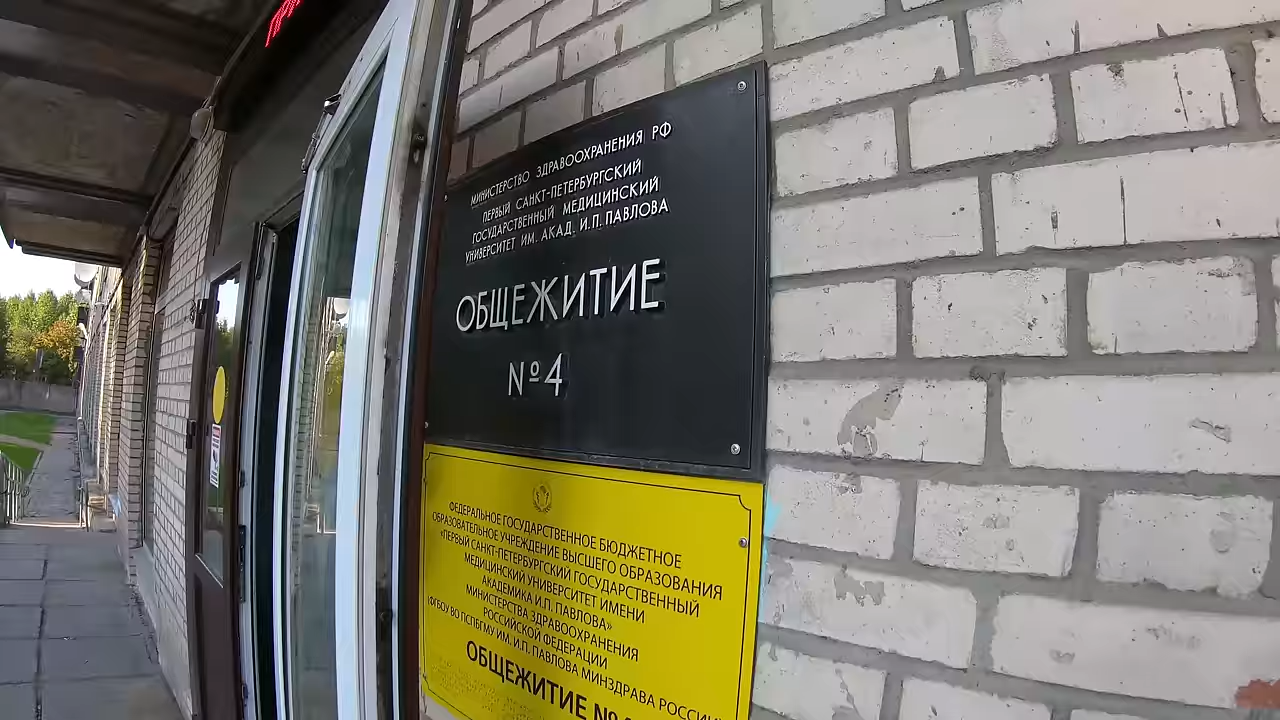 МИНИСТЕРСТВО ЗДРАВООХРАНЕНИЯ РФ
ПЕРВЫЙ САНКТ-ПЕТЕРБУРГСКИЙ
ГОСУДАРСТВЕННЫЙ МЕДИЦИНСКИЙ
УНИВЕРСИТЕТ ИМ. АКАД. И.П. ПАВЛОВА
ОБЩЕЖИТИЕ
№4
ФЕДЕРАЛЬНОЕ ГОСУДАРСТВЕННОЕ БЮДЖЕТНОЕ
ОБРАЗОВАТЕЛЬНОЕ УЧРЕЖДЕНИЕ ВЫСШЕГО ОБРАЗОВАНИЯ
«ПЕРВЫЙ САНКТ-ПЕТЕРБУРГСКИЙ ГОСУДАРСТВЕННЫЙ
МЕДИЦИНСКИЙ УНИВЕРСИТЕТ ИМЕНИ
АКАДЕМИКА И.П. ПАВЛОВА»
МИНИСТЕРСТВА ЗДРАВООХРАНЕНИЯ
РОССИЙСКОЙ ФЕДЕРАЦИИ
(ФГБОУ ВО ПСПБГМУ ИМ. И.П. ПАВЛОВА МИНЗДРАВА РОССИИ)
ОБЩЕЖИТИЕ №